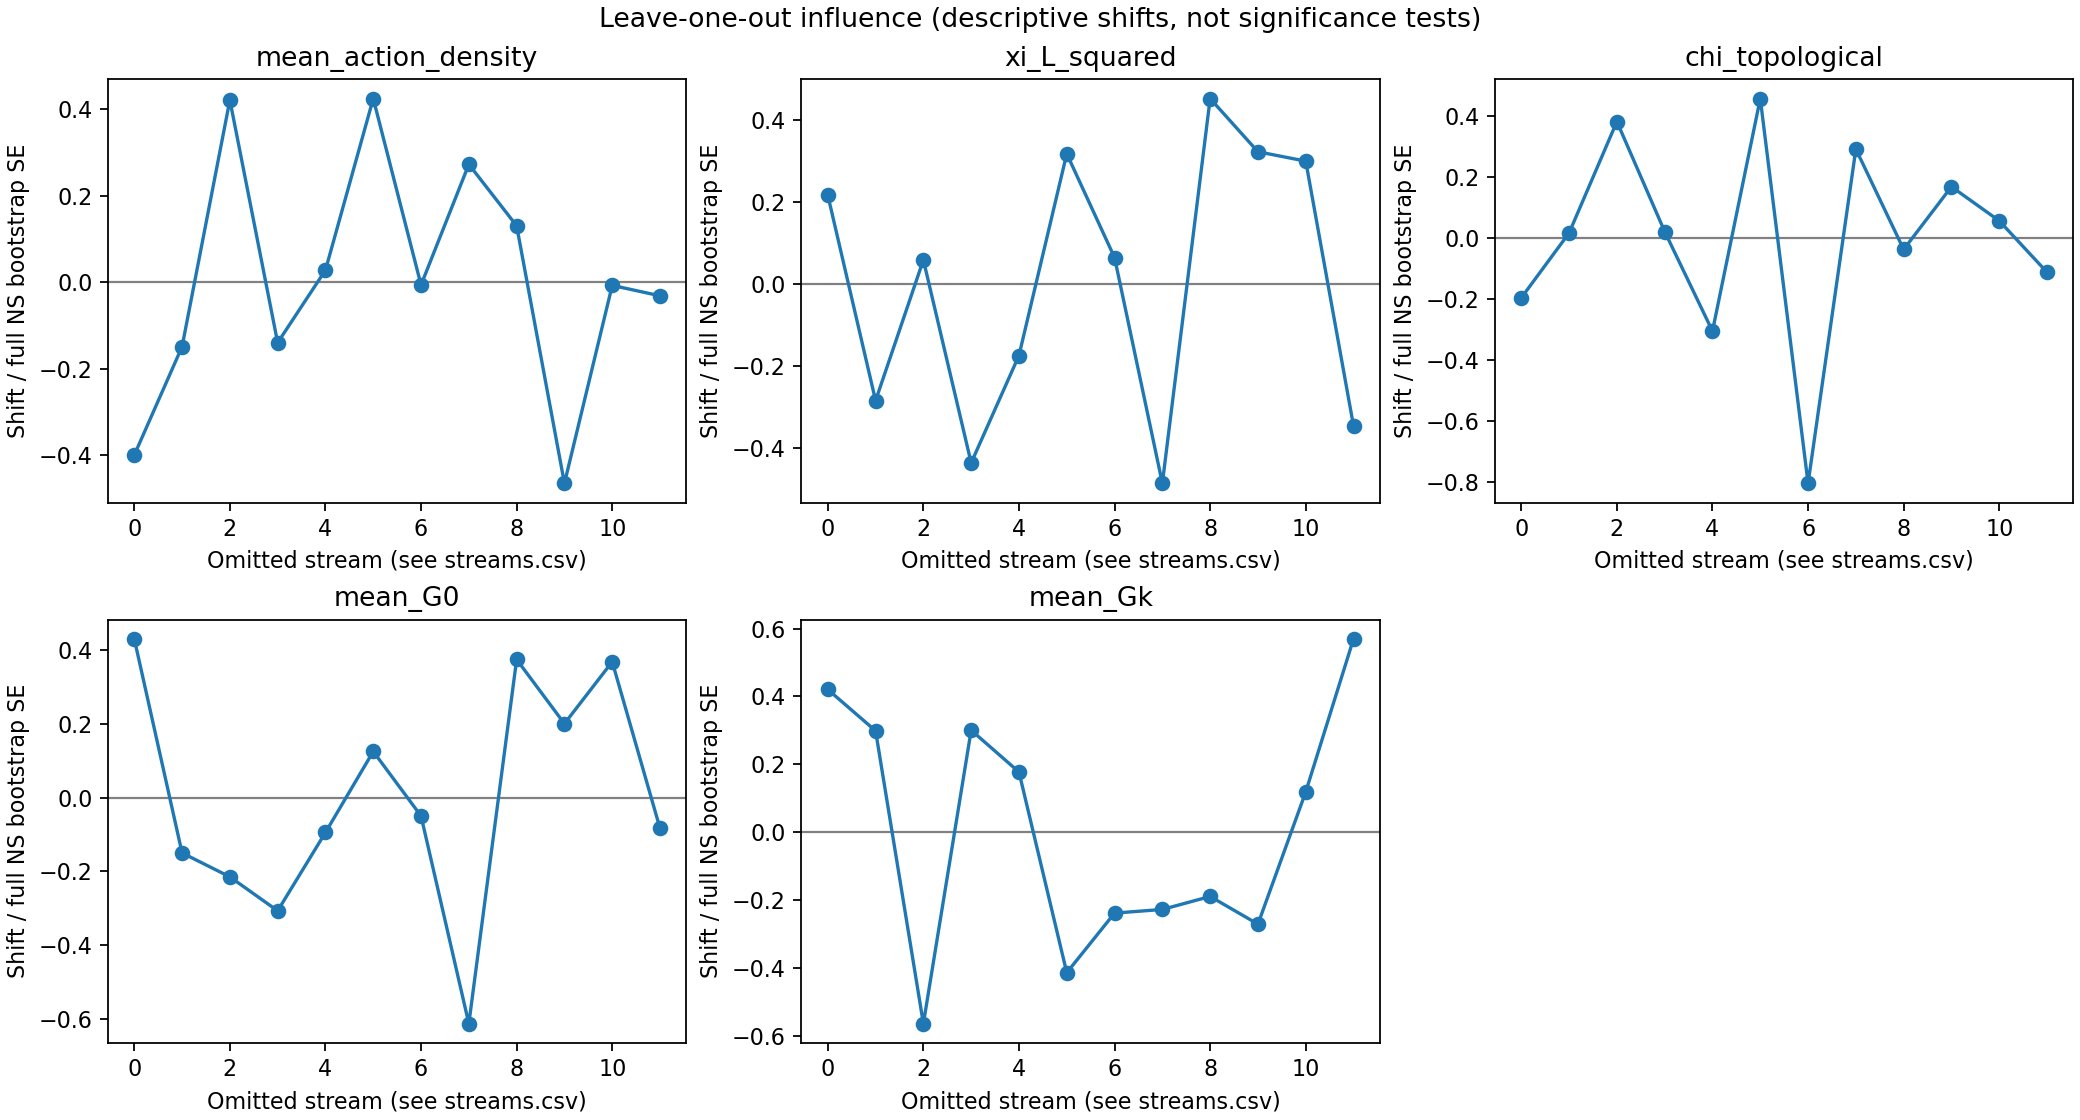 Leave-one-out influence (descriptive shifts, not significance tests)
mean_action_density
Shift / full NS bootstrap SE
0.4
0.2
0.0
−0.2
−0.4
0 2 4 6 8 10
Omitted stream (see streams.csv)
xi_L_squared
Shift / full NS bootstrap SE
0.4
0.2
0.0
−0.2
−0.4
0 2 4 6 8 10
Omitted stream (see streams.csv)
chi_topological
Shift / full NS bootstrap SE
0.4
0.2
0.0
−0.2
−0.4
−0.6
−0.8
0 2 4 6 8 10
Omitted stream (see streams.csv)
mean_G0
Shift / full NS bootstrap SE
0.4
0.2
0.0
−0.2
−0.4
−0.6
0 2 4 6 8 10
Omitted stream (see streams.csv)
mean_Gk
Shift / full NS bootstrap SE
0.6
0.4
0.2
0.0
−0.2
−0.4
−0.6
0 2 4 6 8 10
Omitted stream (see streams.csv)